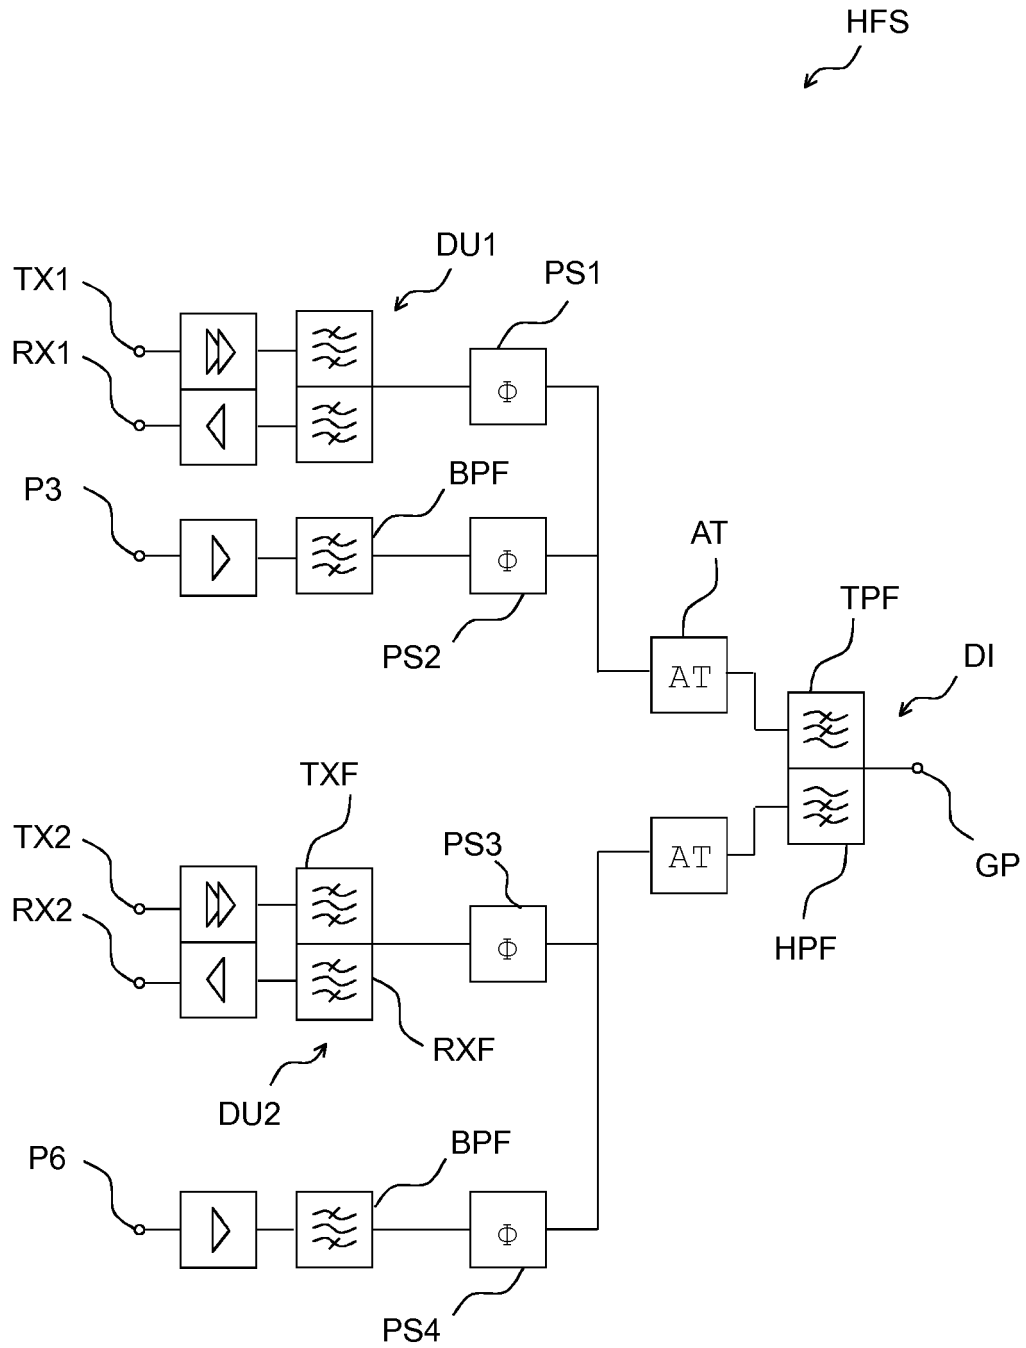 HFS
DU1
TX1
PS1
RX1
Φ
BPF
P3
AT
Φ
TPF
PS2
DI
AT
TXF
TX2
PS3
AT
GP
RX2
HPF
Φ
RXF
DU2
BPF
P6
Φ
PS4